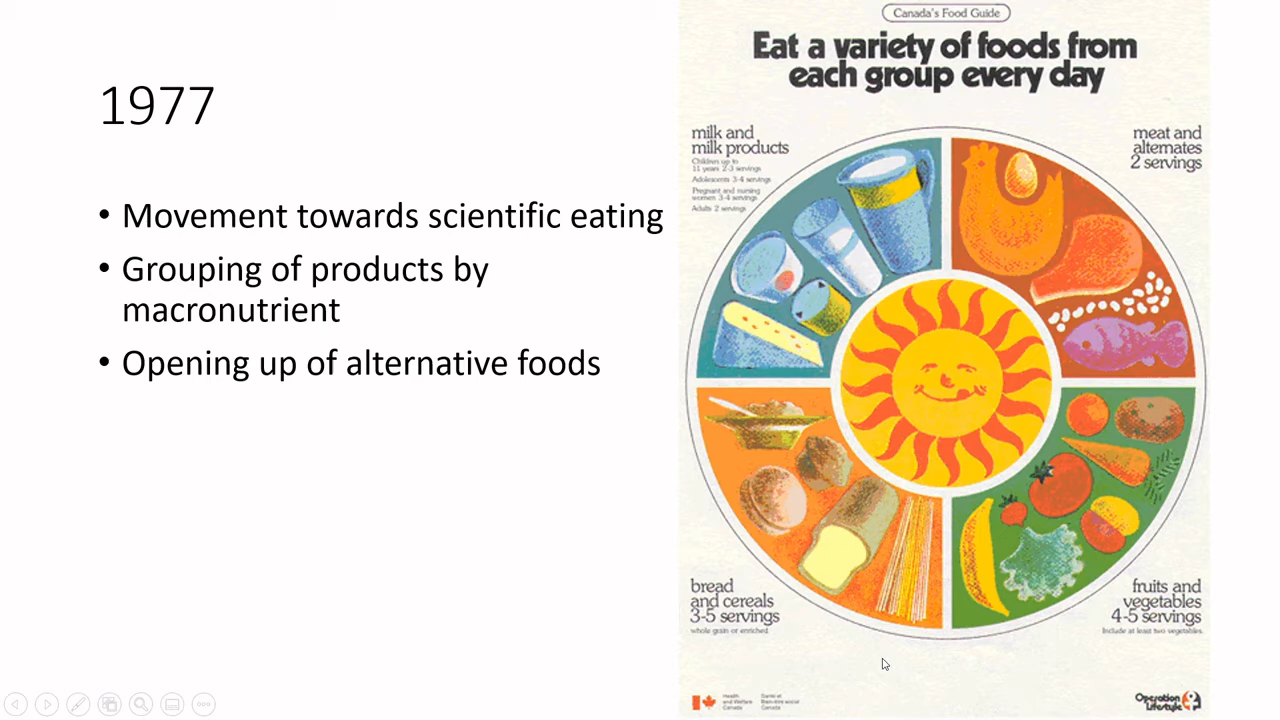 1977
• Movement towards scientific eating
• Grouping of products by
macronutrient
• Opening up of alternative foods
Canada's Food Guide
Eat a variety of foods from
each group every day
milk and
milk products
Children up to
11 years 2-3 servings
Adolescents 3-4 servings
Pregnant and nursing
women 3-4 servings
Adults 2 servings
meat and
alternates
2 servings
bread
and cereals
3-5 servings
whole grain or enriched
fruits and
vegetables
4-5 servings
Include at least two vegetables
Health
and Welfare
Canada
Santé et
Bien-être social
Canada
Operation
Lifestyle